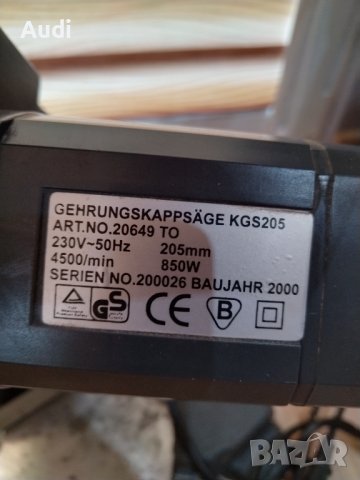 Audi
GEHRUNGSKAPPSÄGE KGS205
ART.NO.20649 TO
230V~50Hz 205mm
4500/min 850W
SERIEN NO.200026 BAUJAHR 2000
GS CE B
BAZAR